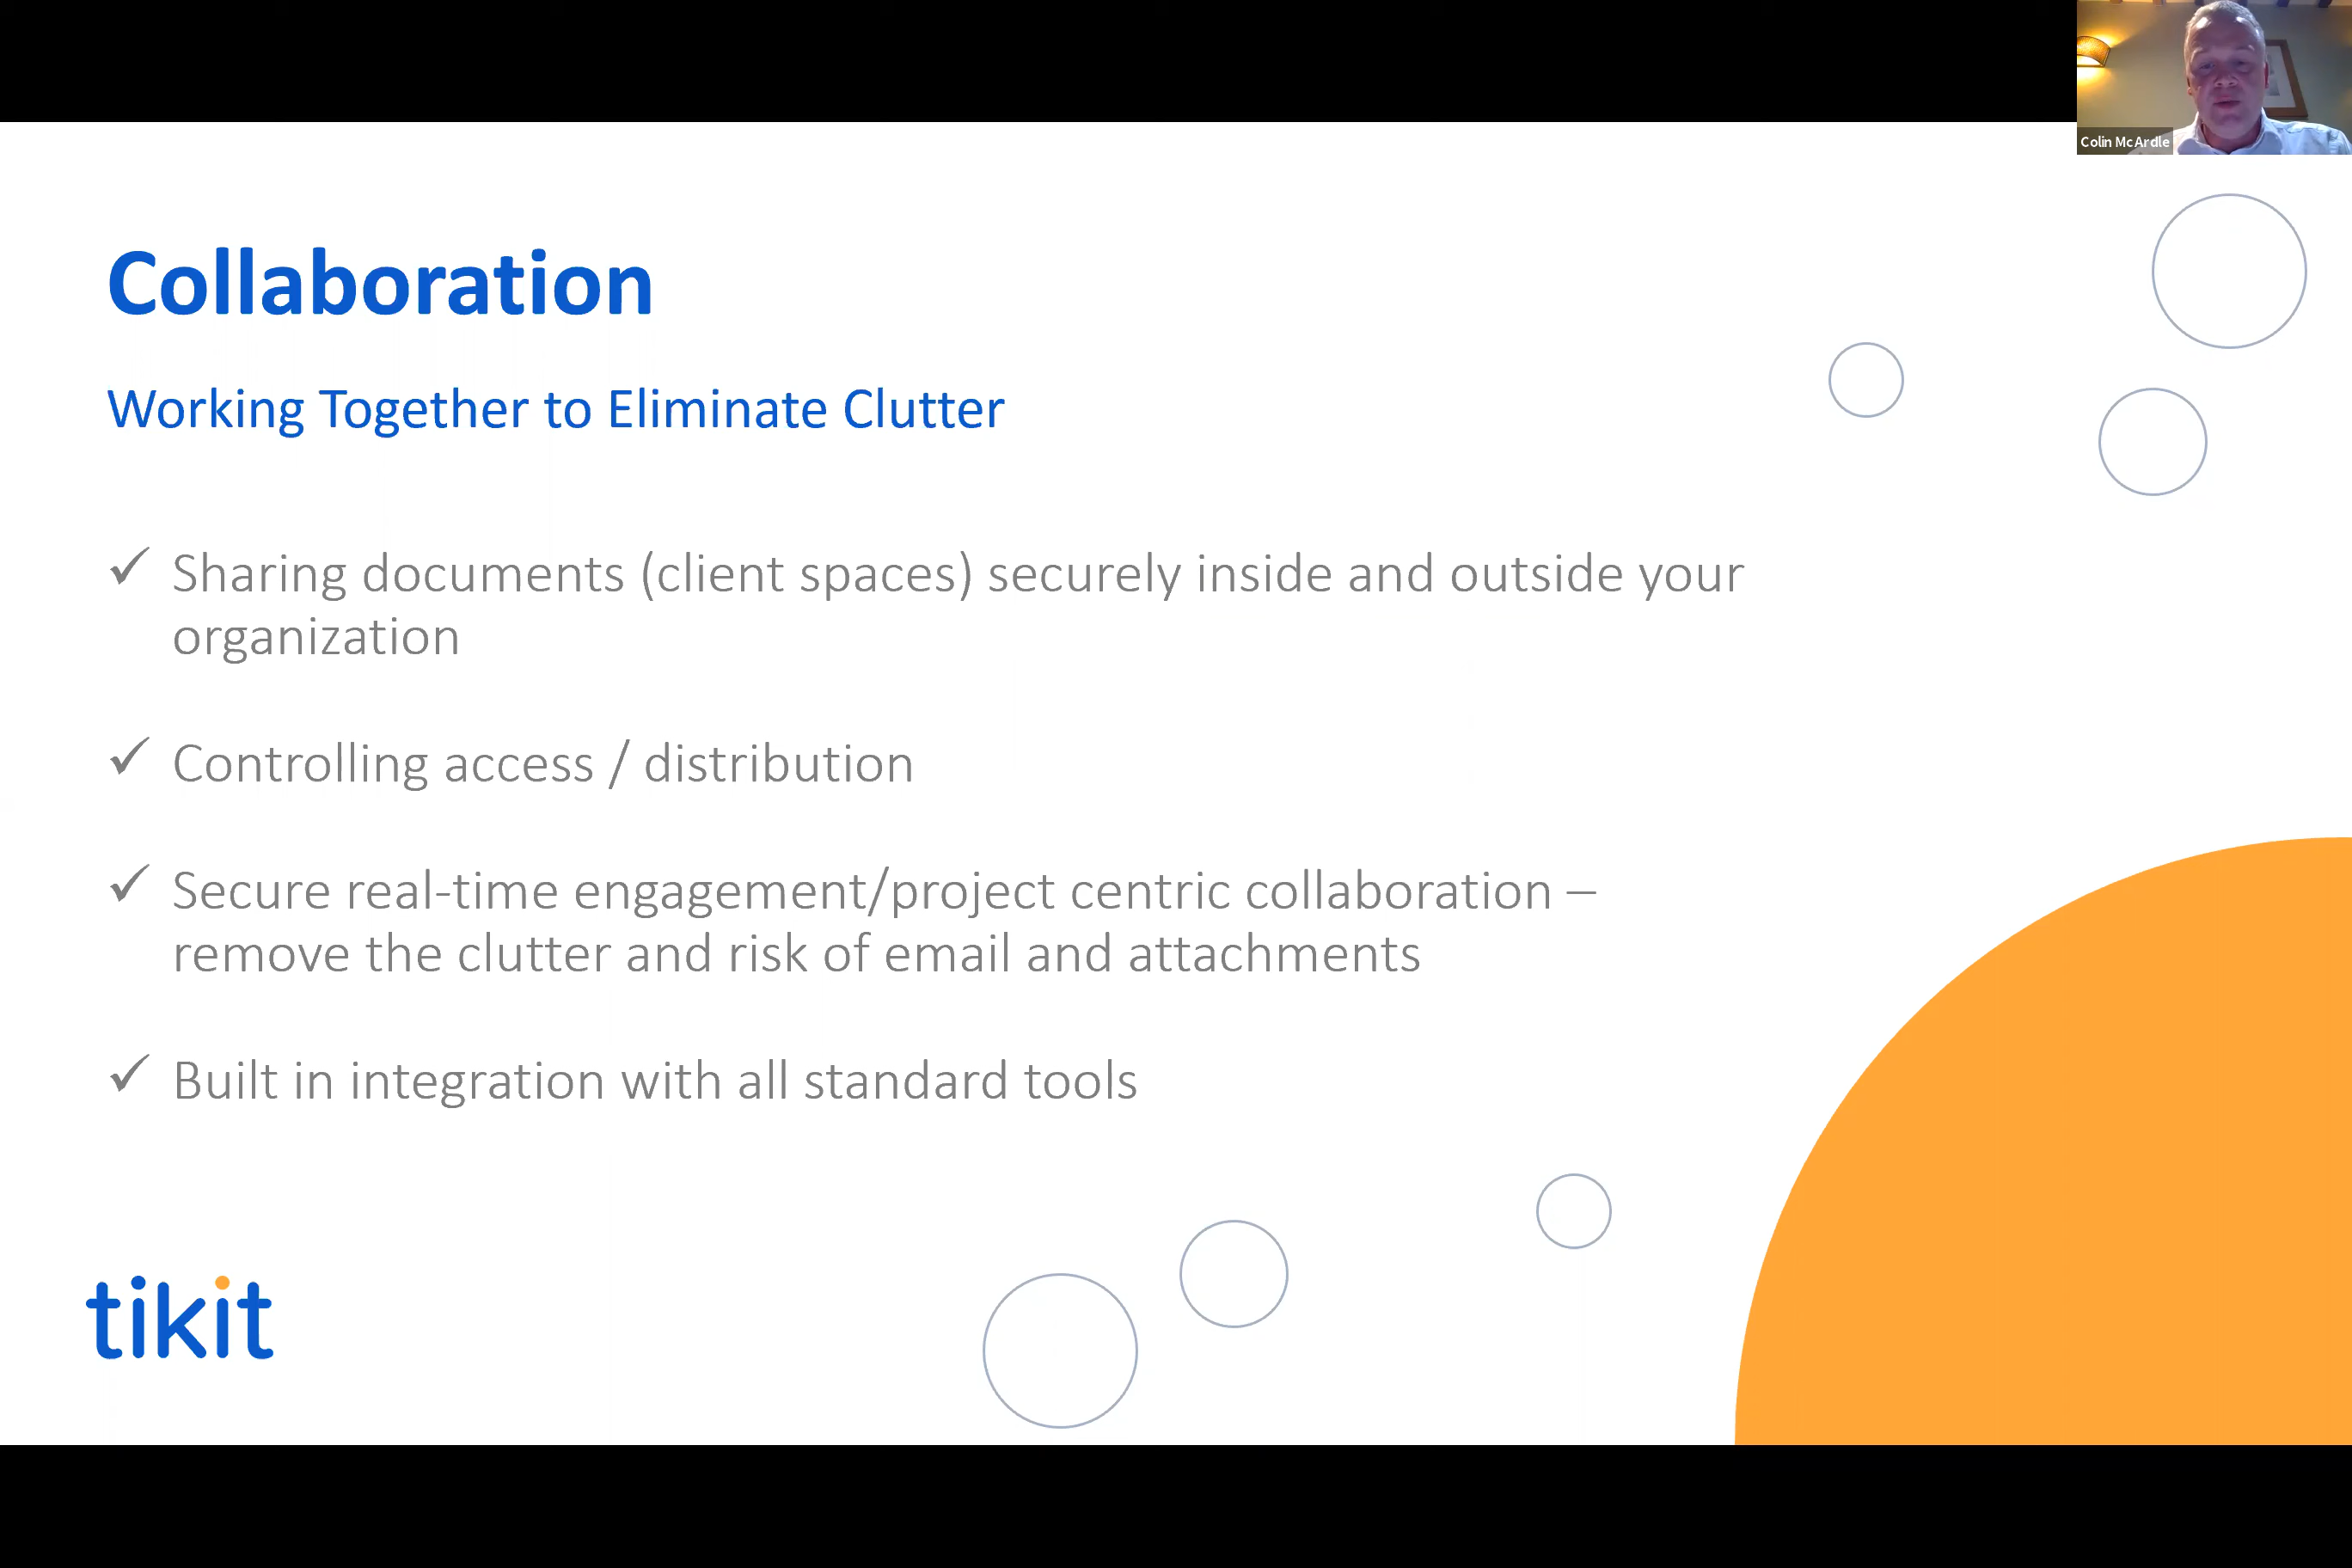 Colin McArdle
Collaboration
Working Together to Eliminate Clutter
✓ Sharing documents (client spaces) securely inside and outside your
organization
✓ Controlling access / distribution
✓ Secure real-time engagement/project centric collaboration –
remove the clutter and risk of email and attachments
✓ Built in integration with all standard tools
tikit